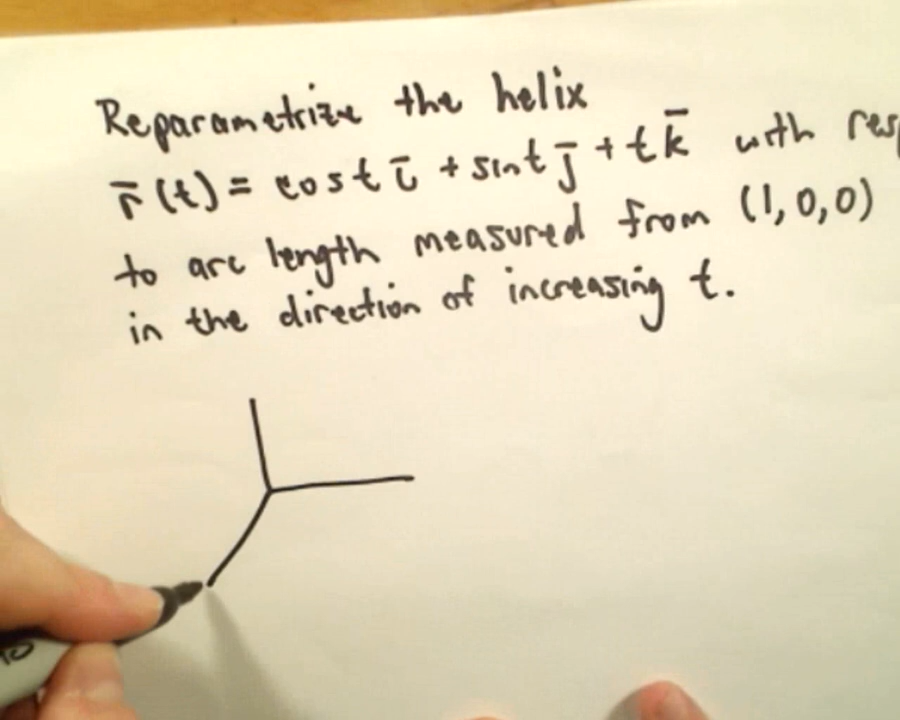 Reparametrize the helix
r̄(t) = cos t ī + sin t j̄ + t k̄ with res
to arc length measured from (1,0,0)
in the direction of increasing t.